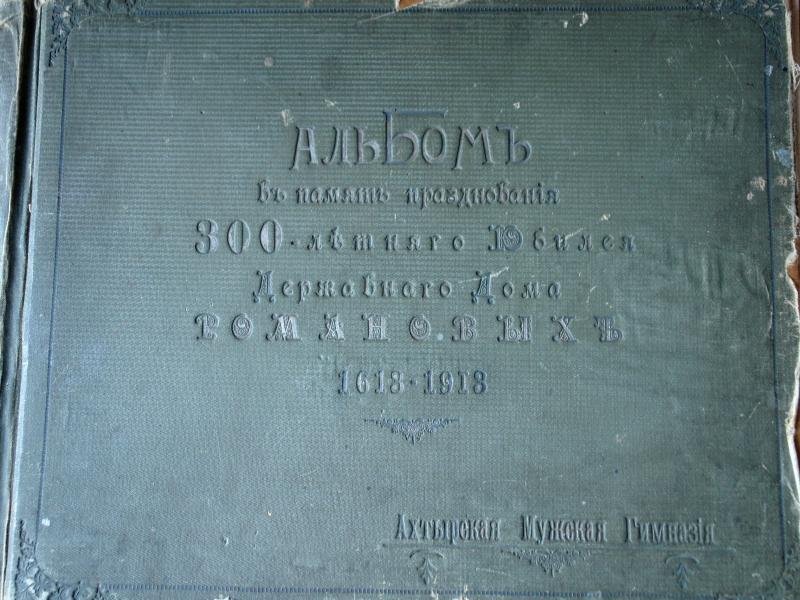 АльБомЪ
въ память празднованія
300-лѣтняго Юбилея
Державнаго Дома
РОМАНОВЫХЪ
1613-1913
Ахтырская Мужская Гимназія